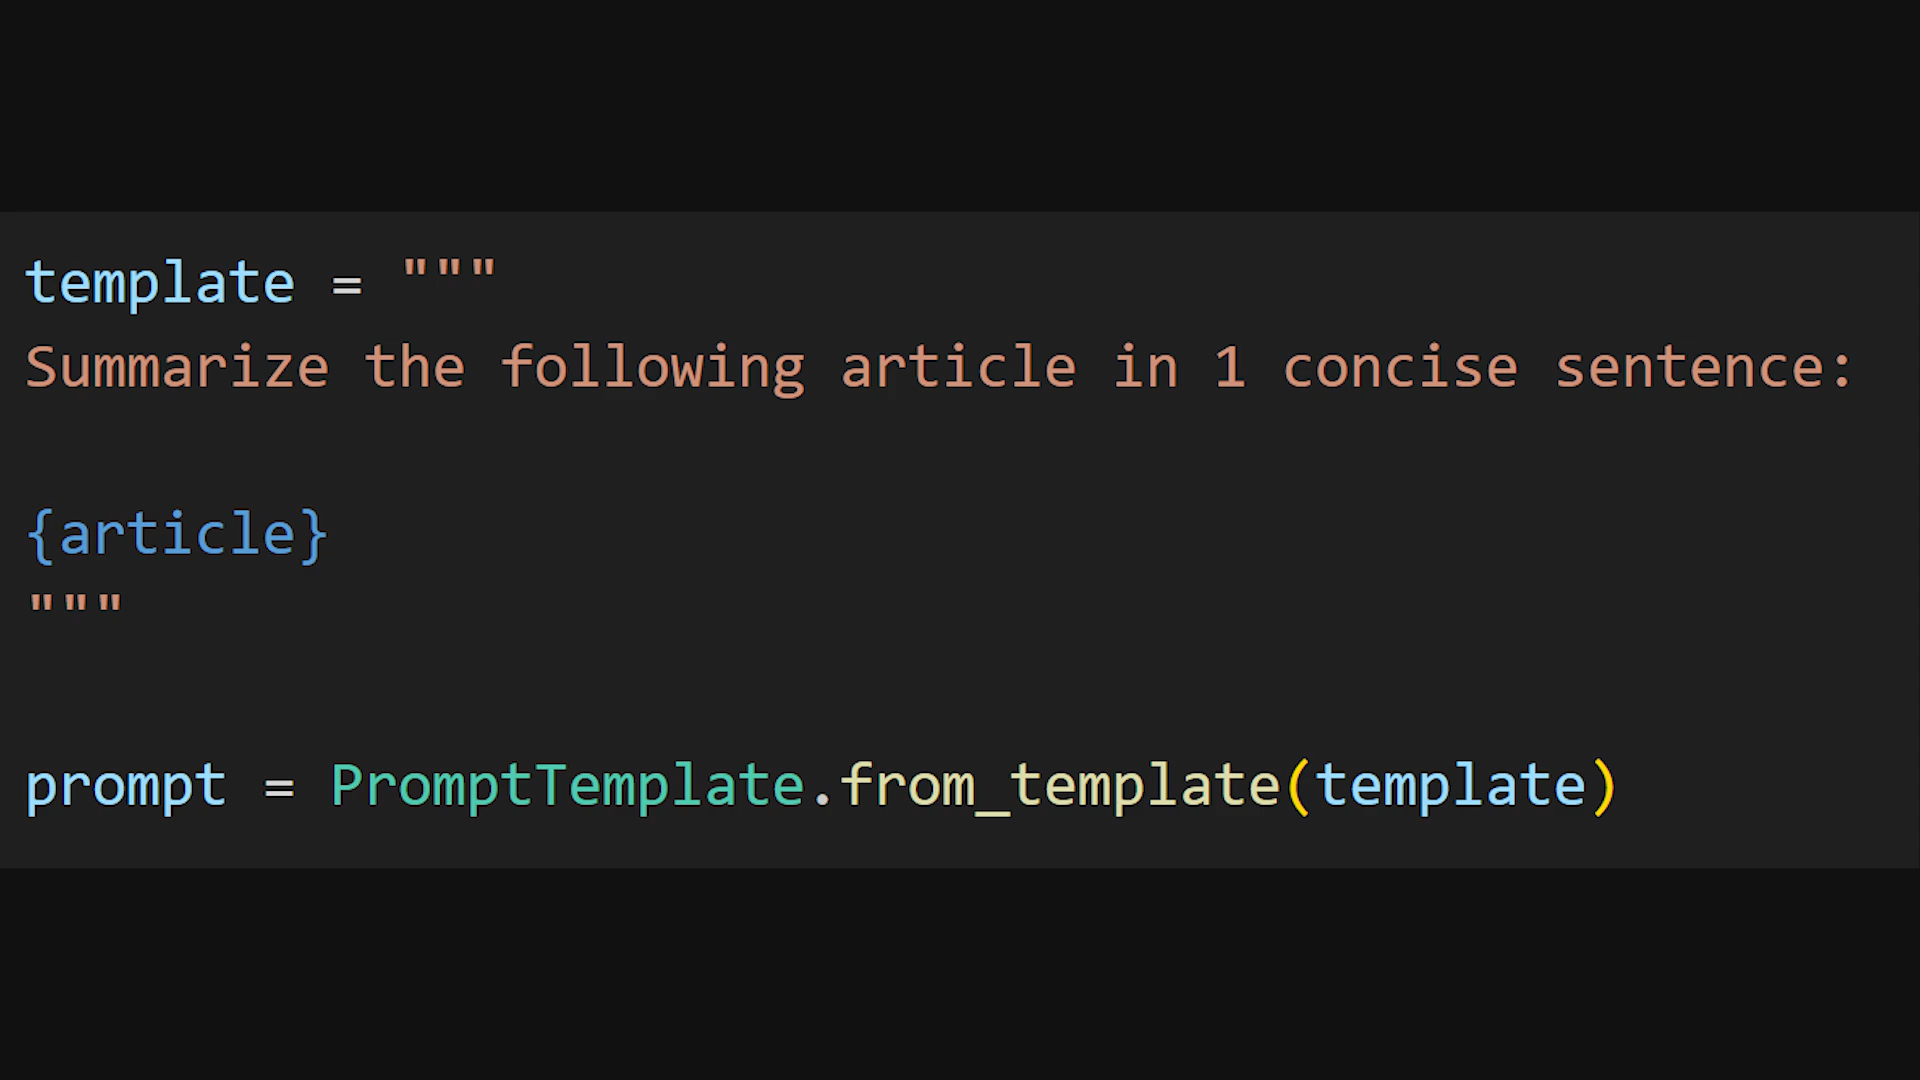 template = """
Summarize the following article in 1 concise sentence:
{article}
"""
prompt = PromptTemplate.from_template(template)